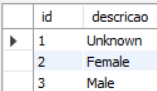 id descricao
1 Unknown
2 Female
3 Male